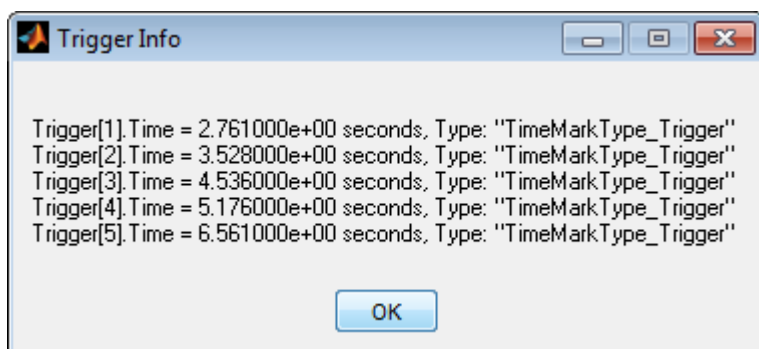 Trigger Info
Trigger[1].Time = 2.761000e+00 seconds, Type: "TimeMarkType_Trigger"
Trigger[2].Time = 3.528000e+00 seconds, Type: "TimeMarkType_Trigger"
Trigger[3].Time = 4.536000e+00 seconds, Type: "TimeMarkType_Trigger"
Trigger[4].Time = 5.176000e+00 seconds, Type: "TimeMarkType_Trigger"
Trigger[5].Time = 6.561000e+00 seconds, Type: "TimeMarkType_Trigger"
OK